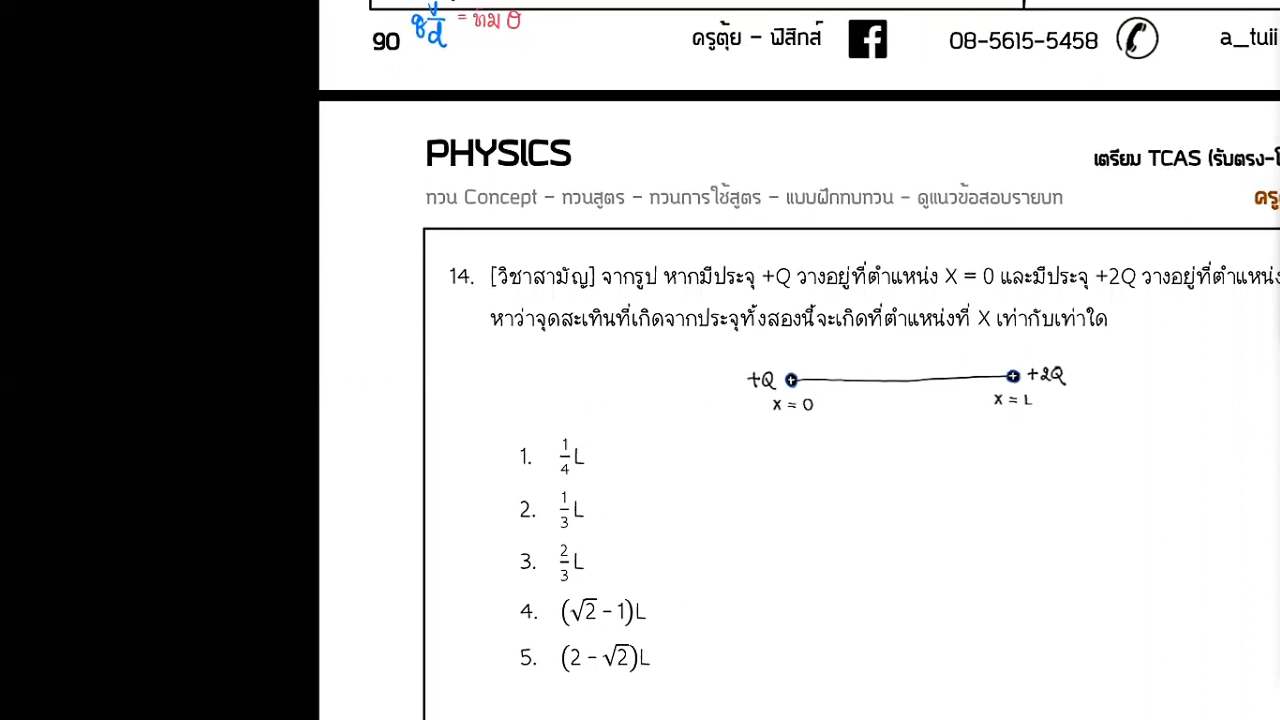 8 v/d = sin θ
90 ครูตุ้ย – ฟิสิกส์ 08-5615-5458 a_tuii
PHYSICS
เตรียม TCAS (รับตรง-
ทวน Concept – ทวนสูตร – ทวนการใช้สูตร – แบบฝึกทบทวน - ดูแนวข้อสอบรายบท ครู
14. [วิชาสามัญ] จากรูป หากมีประจุ +Q วางอยู่ที่ตำแหน่ง X = 0 และมีประจุ +2Q วางอยู่ที่ตำแหน่ง
หาว่าจุดสะเทินที่เกิดจากประจุทั้งสองนี้จะเกิดที่ตำแหน่งที่ X เท่ากับเท่าใด
+Q + + +2Q
x = 0 x = L
1. 1/4 L
2. 1/3 L
3. 2/3 L
4. (√2 – 1)L
5. (2 – √2)L